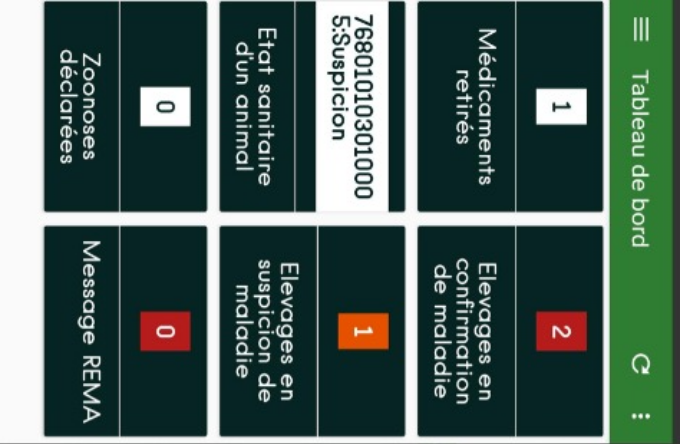 Tableau de bord
1
Médicaments
retirés
2
Elevages en
confirmation
de maladie
76801010301000
5:Suspicion
Etat sanitaire
d'un animal
1
Elevages en
suspicion de
maladie
0
Zoonoses
déclarées
0
Message REMA